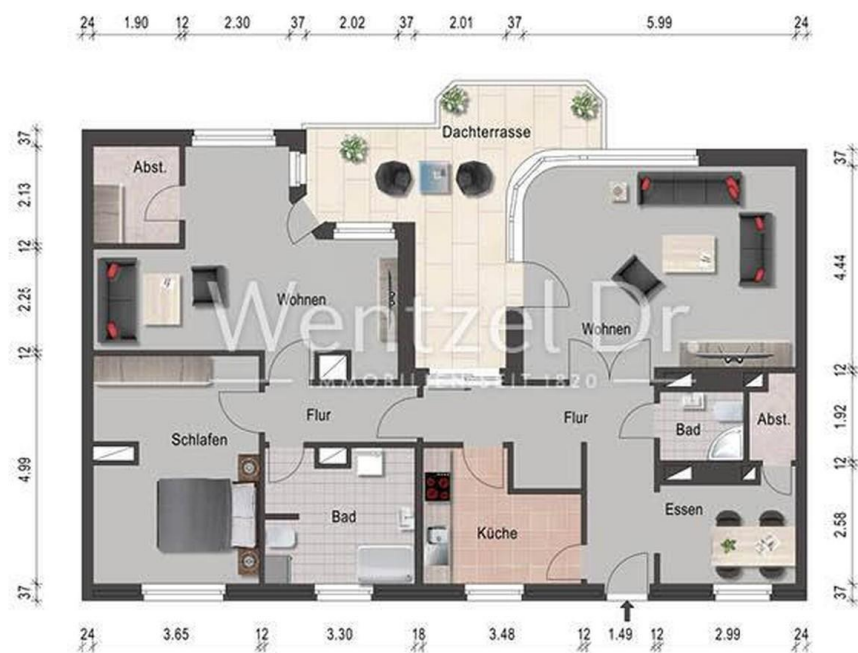 24 1.90 12 2.30 37 2.02 37 2.01 37 5.99 24
37
2.13
12
2.25
12
4.99
37
37
4.44
12
1.92
12
2.58
37
Dachterrasse
Abst.
Wohnen
Wohnen
Wentzel Dr
IMMOBILIEN SEIT 1820
Flur
Flur
Schlafen
Bad
Abst.
Bad
Küche
Essen
24 3.65 12 3.30 18 3.48 12 1.49 12 2.99 24